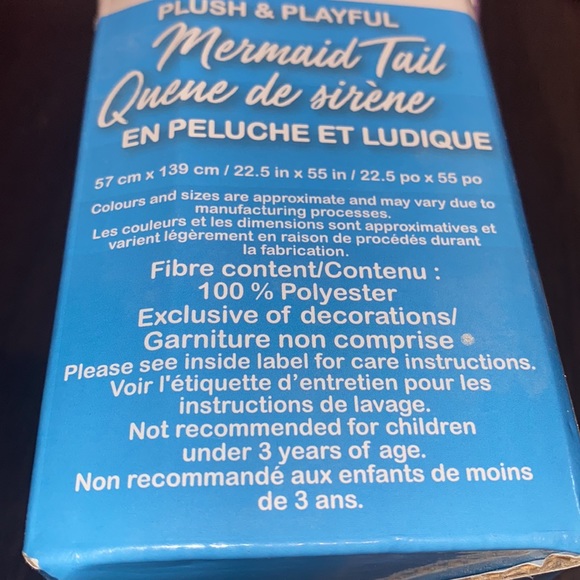 PLUSH & PLAYFUL
Mermaid Tail
Queue de sirène
EN PELUCHE ET LUDIQUE
57 cm x 139 cm / 22.5 in x 55 in / 22.5 po x 55 po
Colours and sizes are approximate and may vary due to
manufacturing processes.
Les couleurs et les dimensions sont approximatives et
varient légèrement en raison de procédés durant
la fabrication.
Fibre content/Contenu :
100 % Polyester
Exclusive of decorations/
Garniture non comprise
Please see inside label for care instructions.
Voir l'étiquette d'entretien pour les
instructions de lavage.
Not recommended for children
under 3 years of age.
Non recommandé aux enfants de moins
de 3 ans.